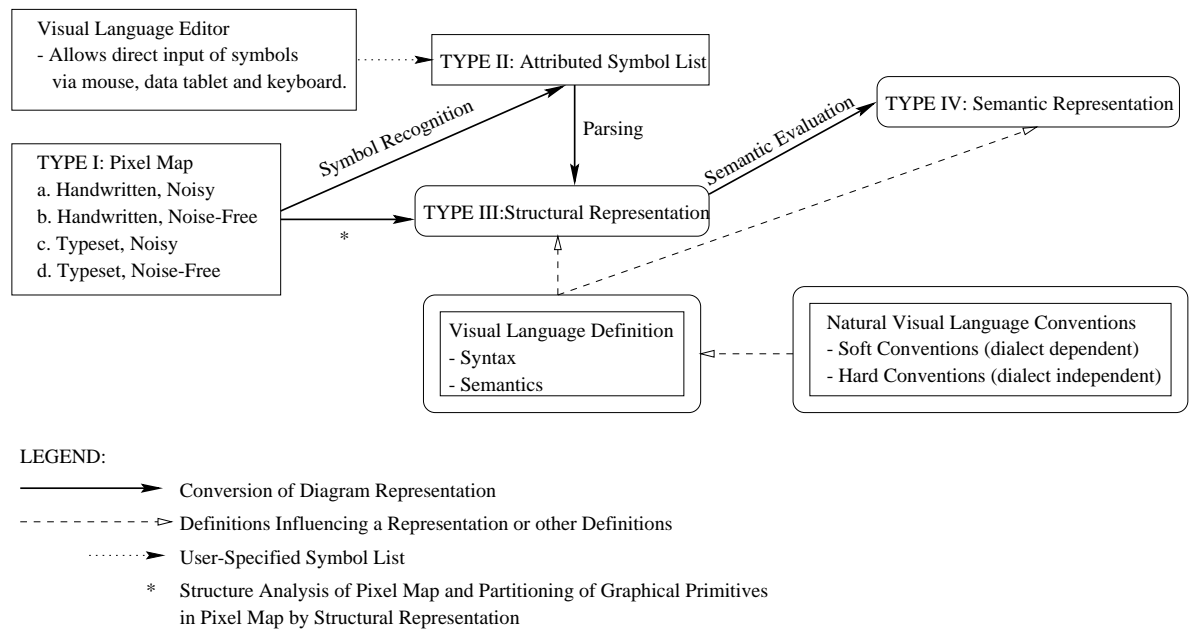 Visual Language Editor
- Allows direct input of symbols
via mouse, data tablet and keyboard.
TYPE II: Attributed Symbol List
TYPE IV: Semantic Representation
Symbol Recognition
Parsing
Semantic Evaluation
TYPE I: Pixel Map
a. Handwritten, Noisy
b. Handwritten, Noise-Free
c. Typeset, Noisy
d. Typeset, Noise-Free
*
TYPE III:Structural Representation
Visual Language Definition
- Syntax
- Semantics
Natural Visual Language Conventions
- Soft Conventions (dialect dependent)
- Hard Conventions (dialect independent)
LEGEND:
Conversion of Diagram Representation
Definitions Influencing a Representation or other Definitions
User-Specified Symbol List
* Structure Analysis of Pixel Map and Partitioning of Graphical Primitives
in Pixel Map by Structural Representation